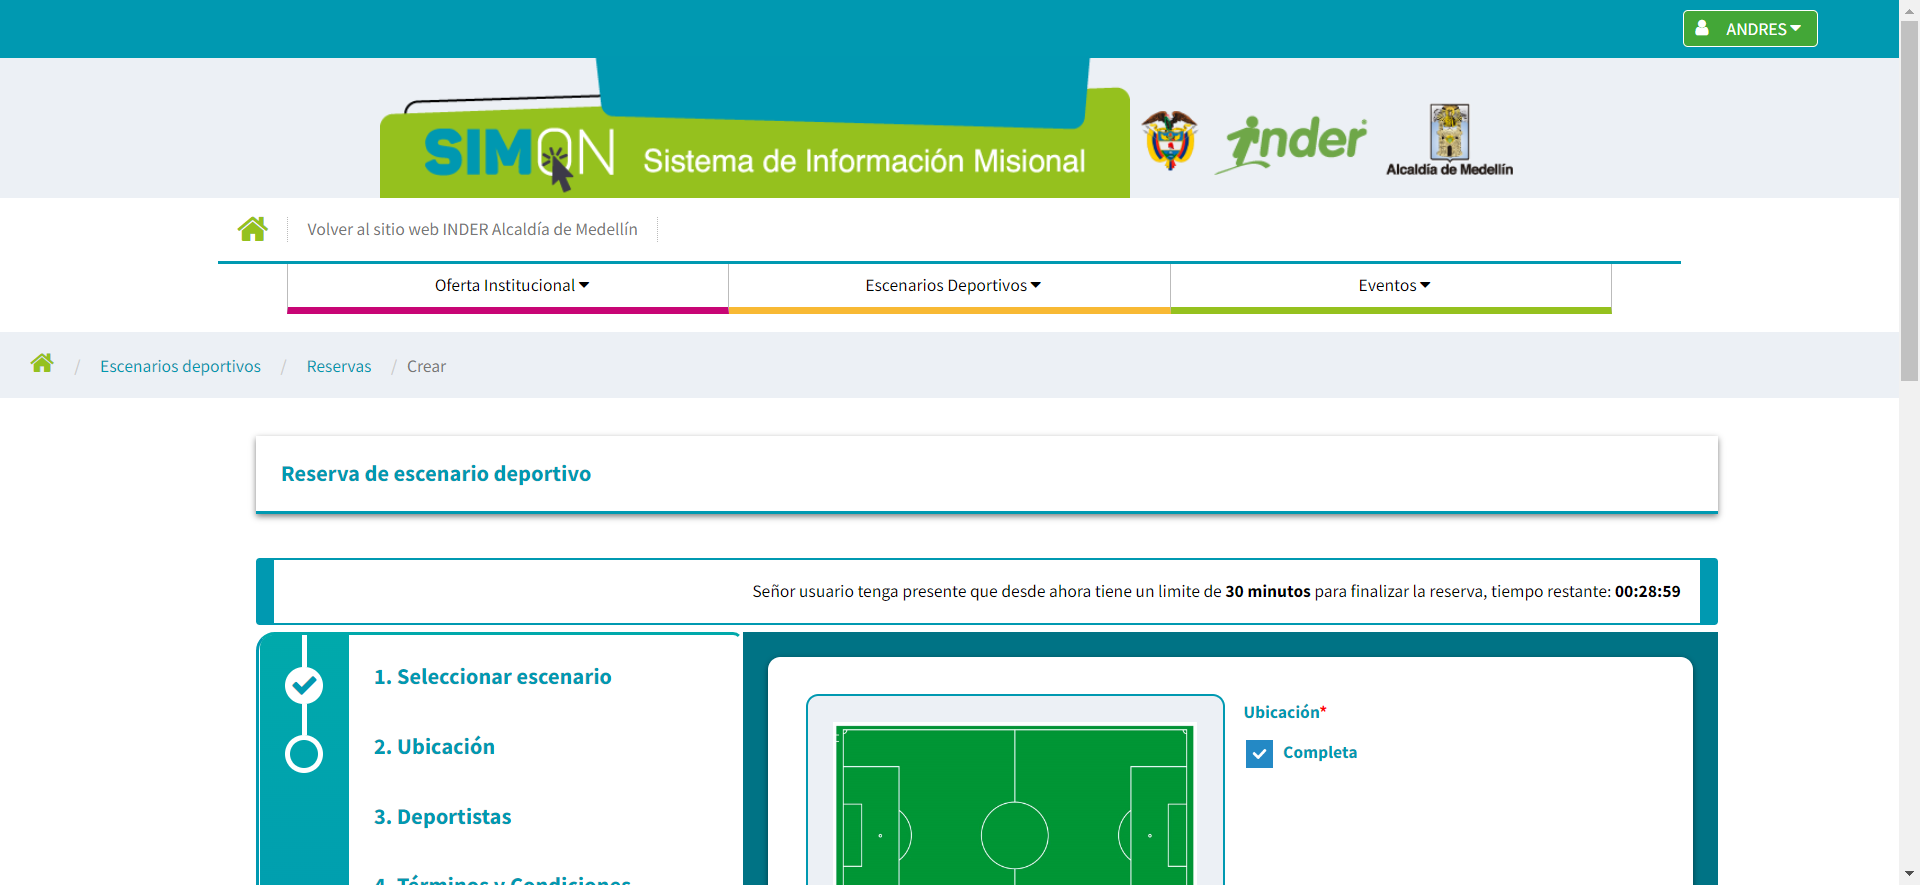 ANDRES
SIMON Sistema de Información Misional
inder
Alcaldía de Medellín
Volver al sitio web INDER Alcaldía de Medellín
Oferta Institucional
Escenarios Deportivos
Eventos
/ Escenarios deportivos / Reservas / Crear
Reserva de escenario deportivo
Señor usuario tenga presente que desde ahora tiene un limite de 30 minutos para finalizar la reserva, tiempo restante: 00:28:59
1. Seleccionar escenario
2. Ubicación
3. Deportistas
4. Términos y Condiciones
Ubicación*
Completa